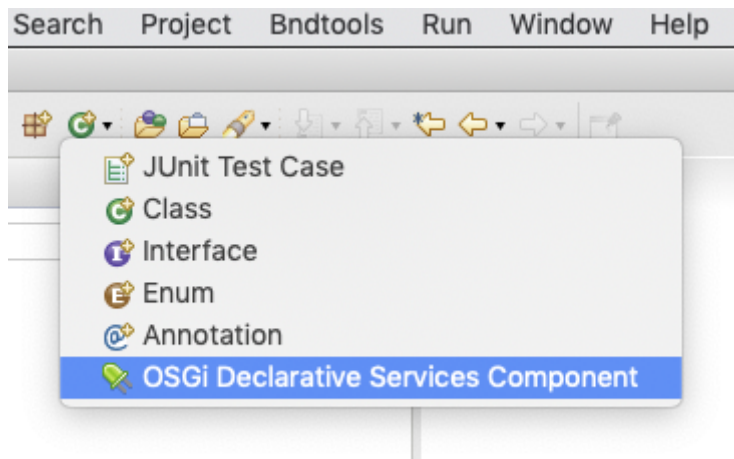 Search Project Bndtools Run Window Help
JUnit Test Case
Class
Interface
Enum
Annotation
OSGi Declarative Services Component